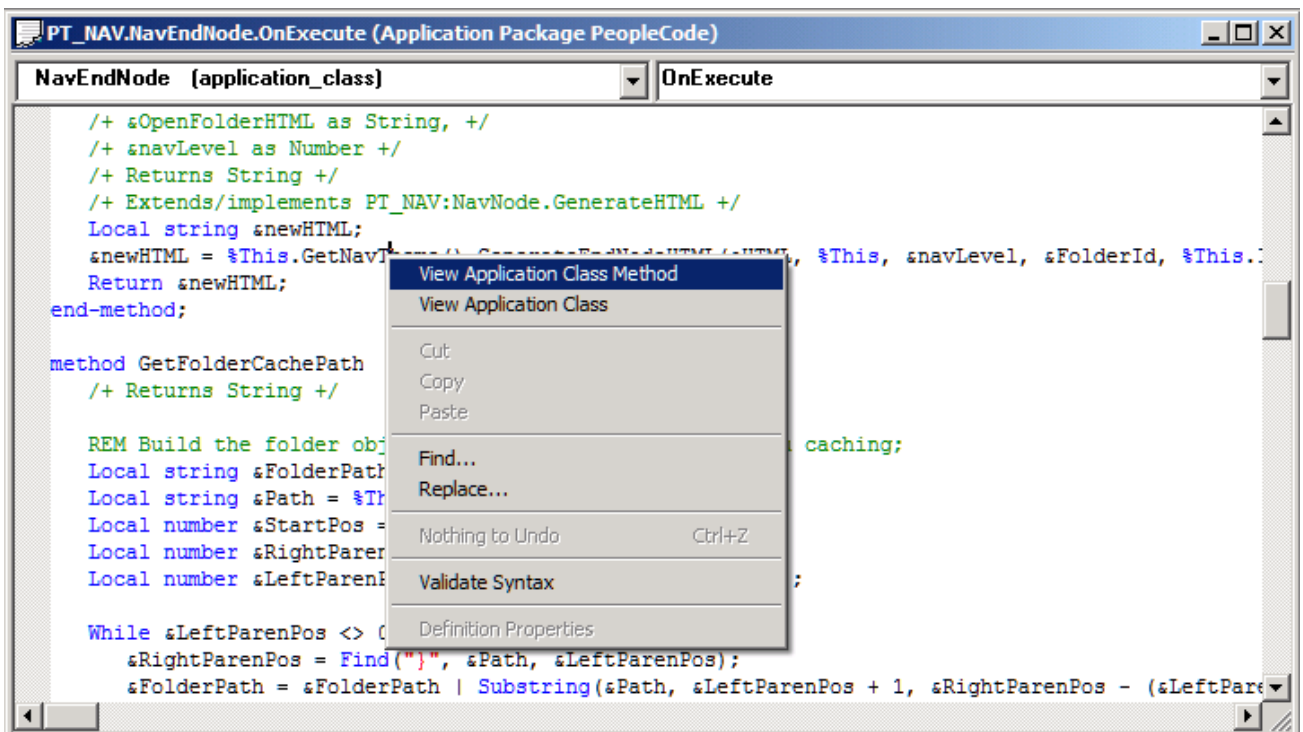 PT_NAV.NavEndNode.OnExecute (Application Package PeopleCode)
NavEndNode (application_class) OnExecute
/+ &OpenFolderHTML as String, +/
/+ &navLevel as Number +/
/+ Returns String +/
/+ Extends/implements PT_NAV:NavNode.GenerateHTML +/
Local string &newHTML;
&newHTML = %This.GetNavTheme().GenerateEndNodeHTML(&HTML, %This, &navLevel, &FolderId, %This.
Return &newHTML;
end-method;
method GetFolderCachePath
/+ Returns String +/
REM Build the folder obj caching;
Local string &FolderPath
Local string &Path = %Th
Local number &StartPos =
Local number &RightParen
Local number &LeftParen ;
While &LeftParenPos <>
&RightParenPos = Find("}", &Path, &LeftParenPos);
&FolderPath = &FolderPath | Substring(&Path, &LeftParenPos + 1, &RightParenPos - (&LeftPare
View Application Class Method
View Application Class
Cut
Copy
Paste
Find...
Replace...
Nothing to Undo Ctrl+Z
Validate Syntax
Definition Properties